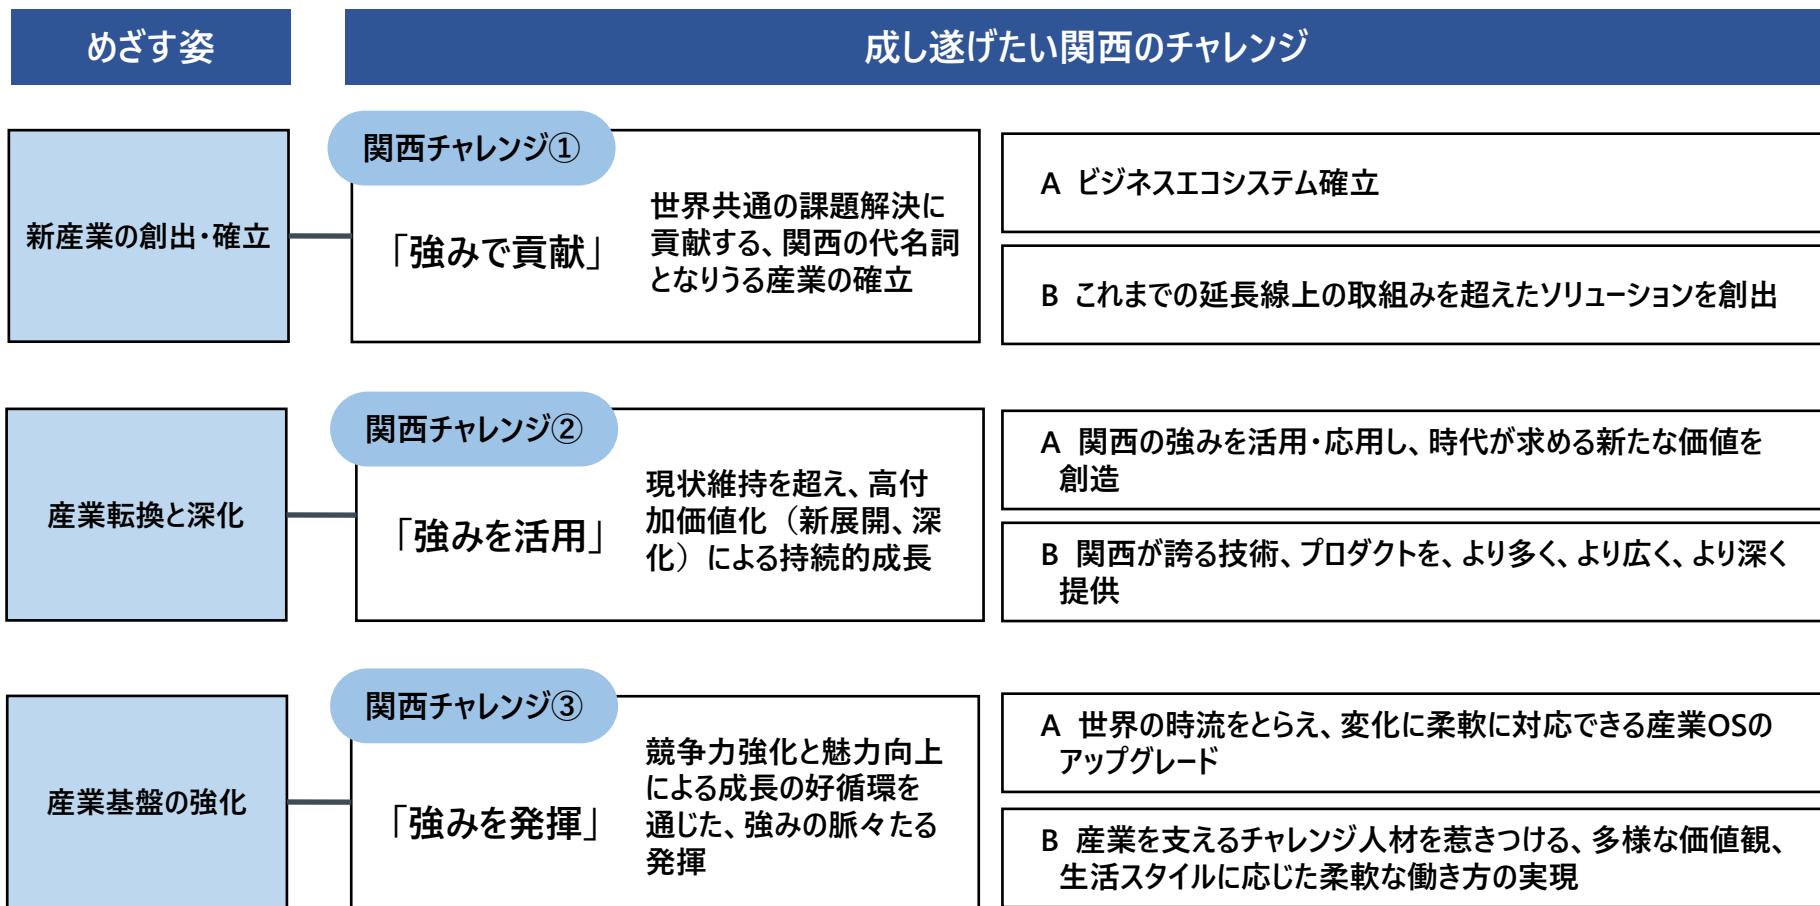 めざす姿
成し遂げたい関西のチャレンジ
新産業の創出・確立
関西チャレンジ①
「強みで貢献」
世界共通の課題解決に
貢献する、関西の代名詞
となりうる産業の確立
A ビジネスエコシステム確立
B これまでの延長線上の取組みを超えたソリューションを創出
産業転換と深化
関西チャレンジ②
「強みを活用」
現状維持を超え、高付
加価値化（新展開、深
化）による持続的成長
A 関西の強みを活用・応用し、時代が求める新たな価値を
創造
B 関西が誇る技術、プロダクトを、より多く、より広く、より深く
提供
産業基盤の強化
関西チャレンジ③
「強みを発揮」
競争力強化と魅力向上
による成長の好循環を
通じた、強みの脈々たる
発揮
A 世界の時流をとらえ、変化に柔軟に対応できる産業OSの
アップグレード
B 産業を支えるチャレンジ人材を惹きつける、多様な価値観、
生活スタイルに応じた柔軟な働き方の実現